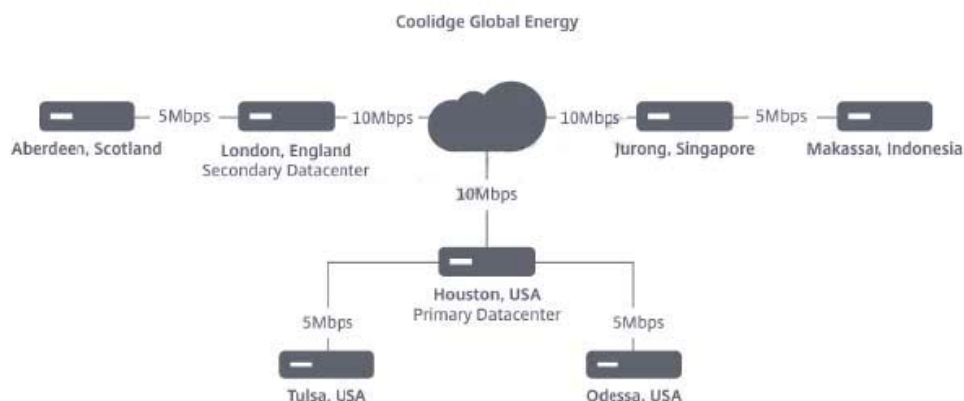 Coolidge Global Energy
5Mbps
10Mbps
10Mbps
5Mbps
Aberdeen, Scotland
London, England
Secondary Datacenter
Jurong, Singapore
Makassar, Indonesia
10Mbps
Houston, USA
Primary Datacenter
5Mbps
5Mbps
Tulsa, USA
Odessa, USA